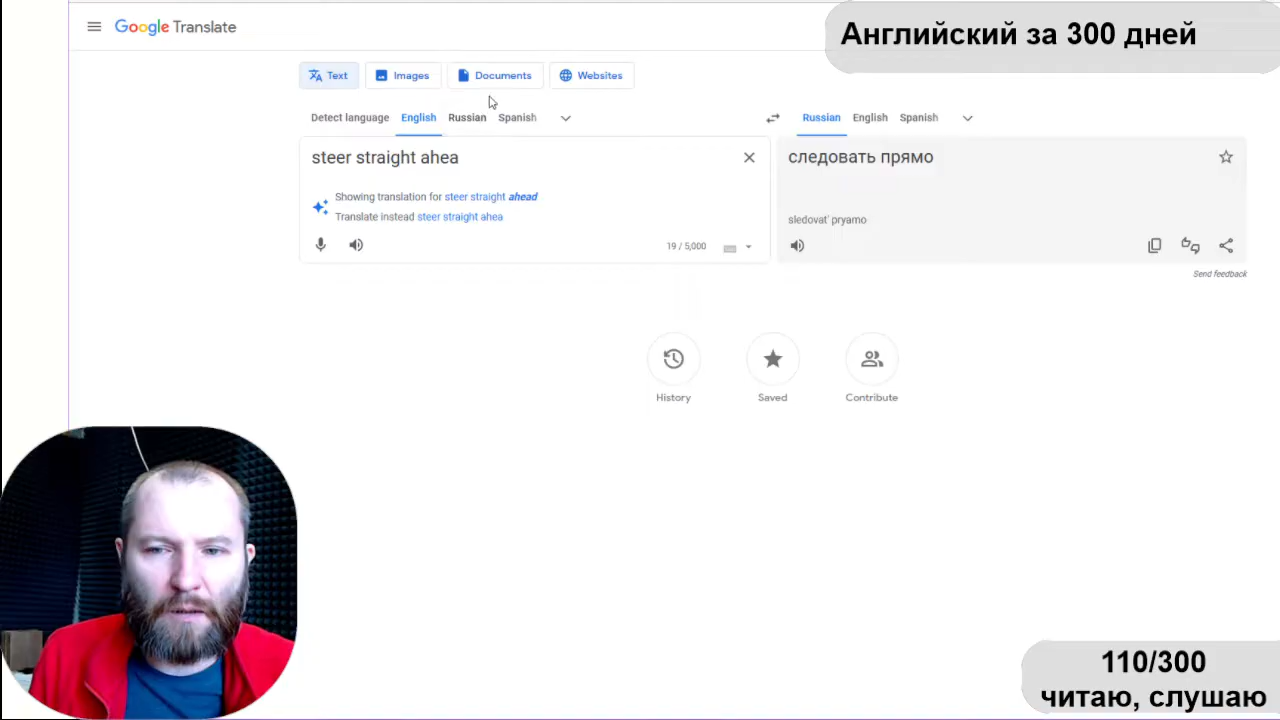 Google Translate
Английский за 300 дней
Text
Images
Documents
Websites
Detect language
English
Russian
Spanish
Russian
English
Spanish
steer straight ahea
следовать прямо
Showing translation for steer straight ahead
Translate instead steer straight ahea
sledovat' pryamo
19 / 5,000
Send feedback
History
Saved
Contribute
110/300
читаю, слушаю